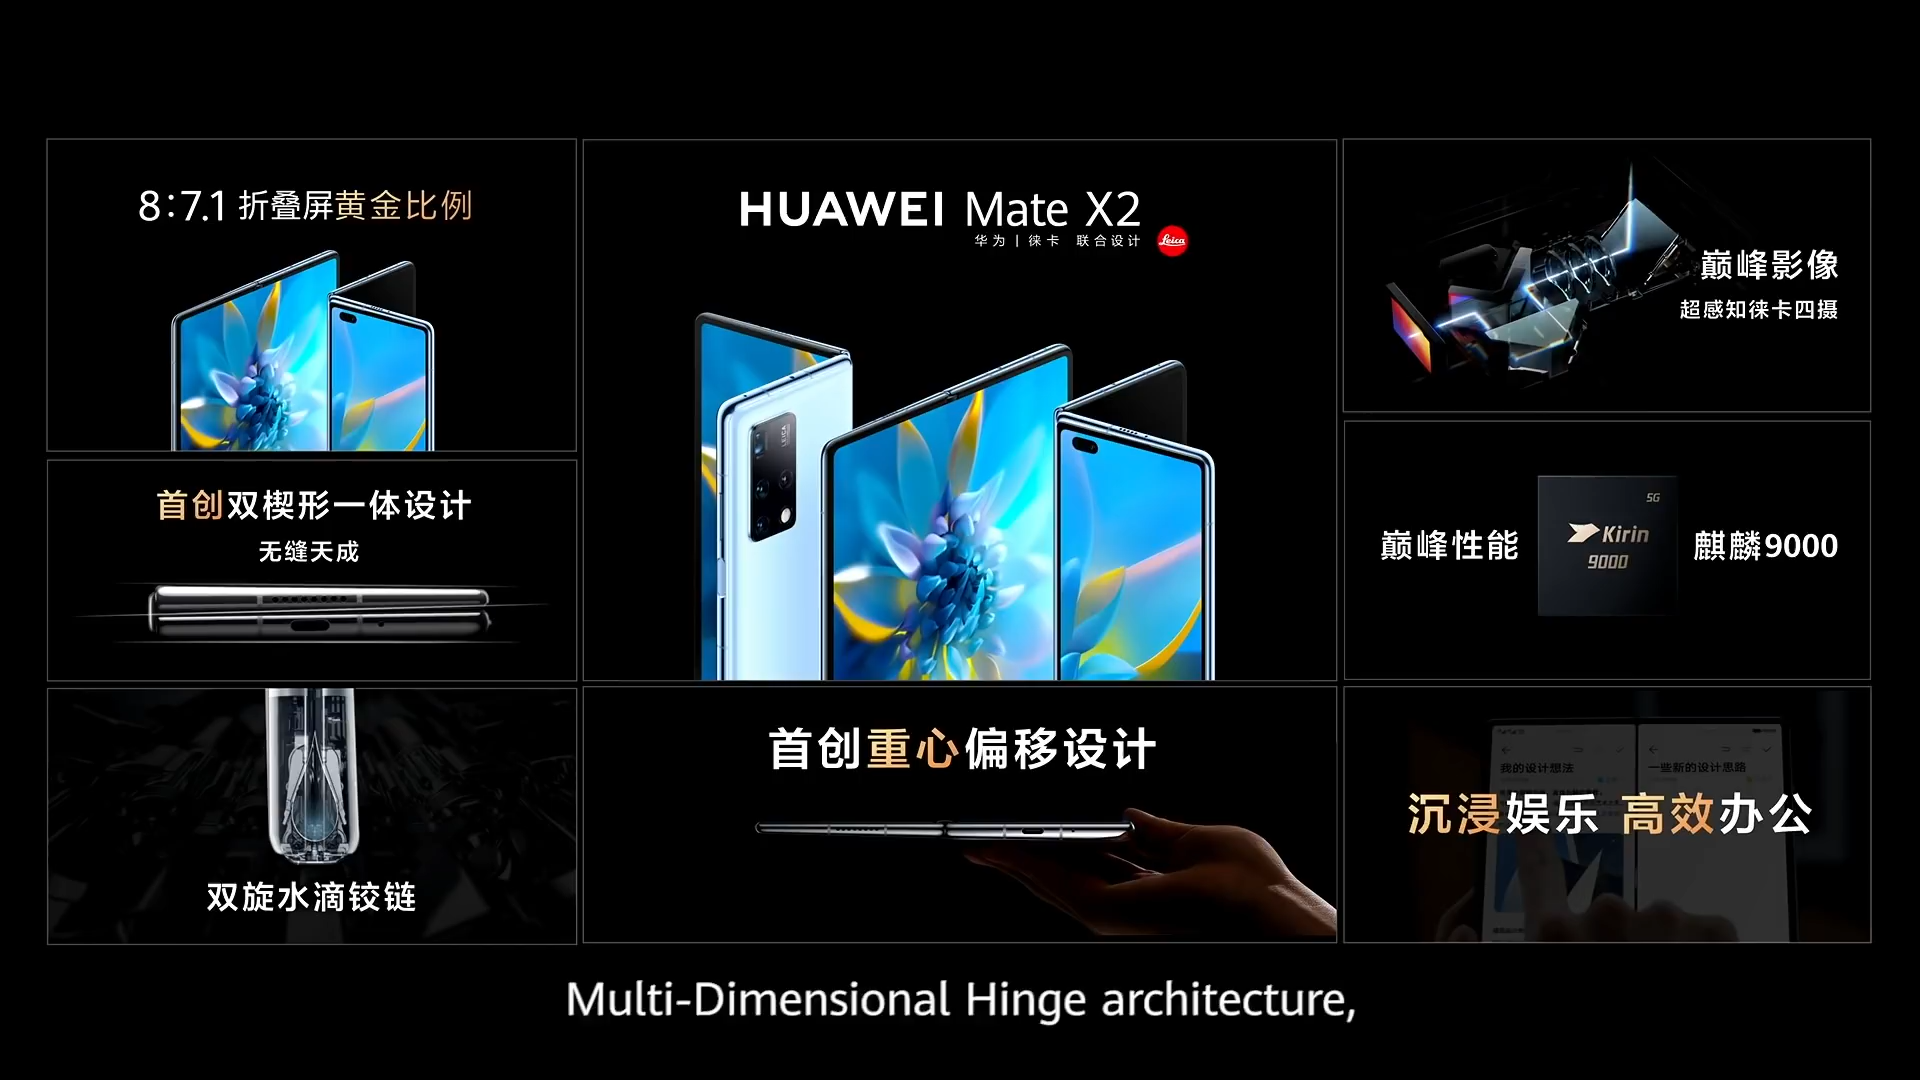 8:7.1 折叠屏黄金比例
首创双楔形一体设计
无缝天成
双旋水滴铰链
HUAWEI Mate X2
华为 | 徕卡 联合设计
Leica
LEICA
首创重心偏移设计
巅峰影像
超感知徕卡四摄
巅峰性能
5G
Kirin
9000
麒麟9000
我的设计想法
一些新的设计思路
沉浸娱乐 高效办公
Multi-Dimensional Hinge architecture,